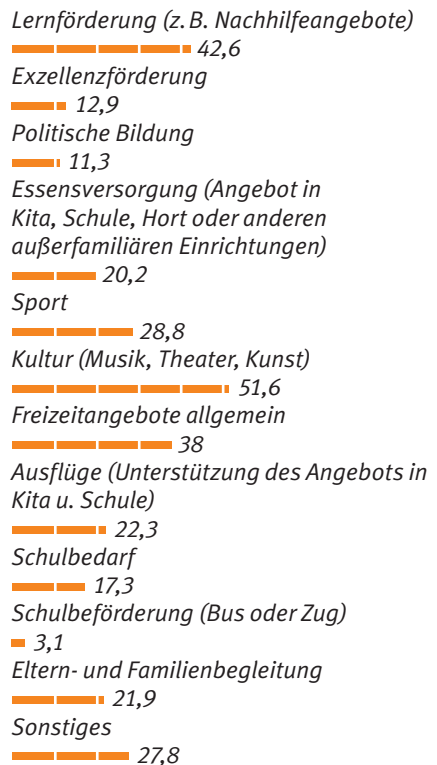 Lernförderung (z. B. Nachhilfeangebote)
42,6
Exzellenzförderung
12,9
Politische Bildung
11,3
Essensversorgung (Angebot in
Kita, Schule, Hort oder anderen
außerfamiliären Einrichtungen)
20,2
Sport
28,8
Kultur (Musik, Theater, Kunst)
51,6
Freizeitangebote allgemein
38
Ausflüge (Unterstützung des Angebots in
Kita u. Schule)
22,3
Schulbedarf
17,3
Schulbeförderung (Bus oder Zug)
3,1
Eltern- und Familienbegleitung
21,9
Sonstiges
27,8